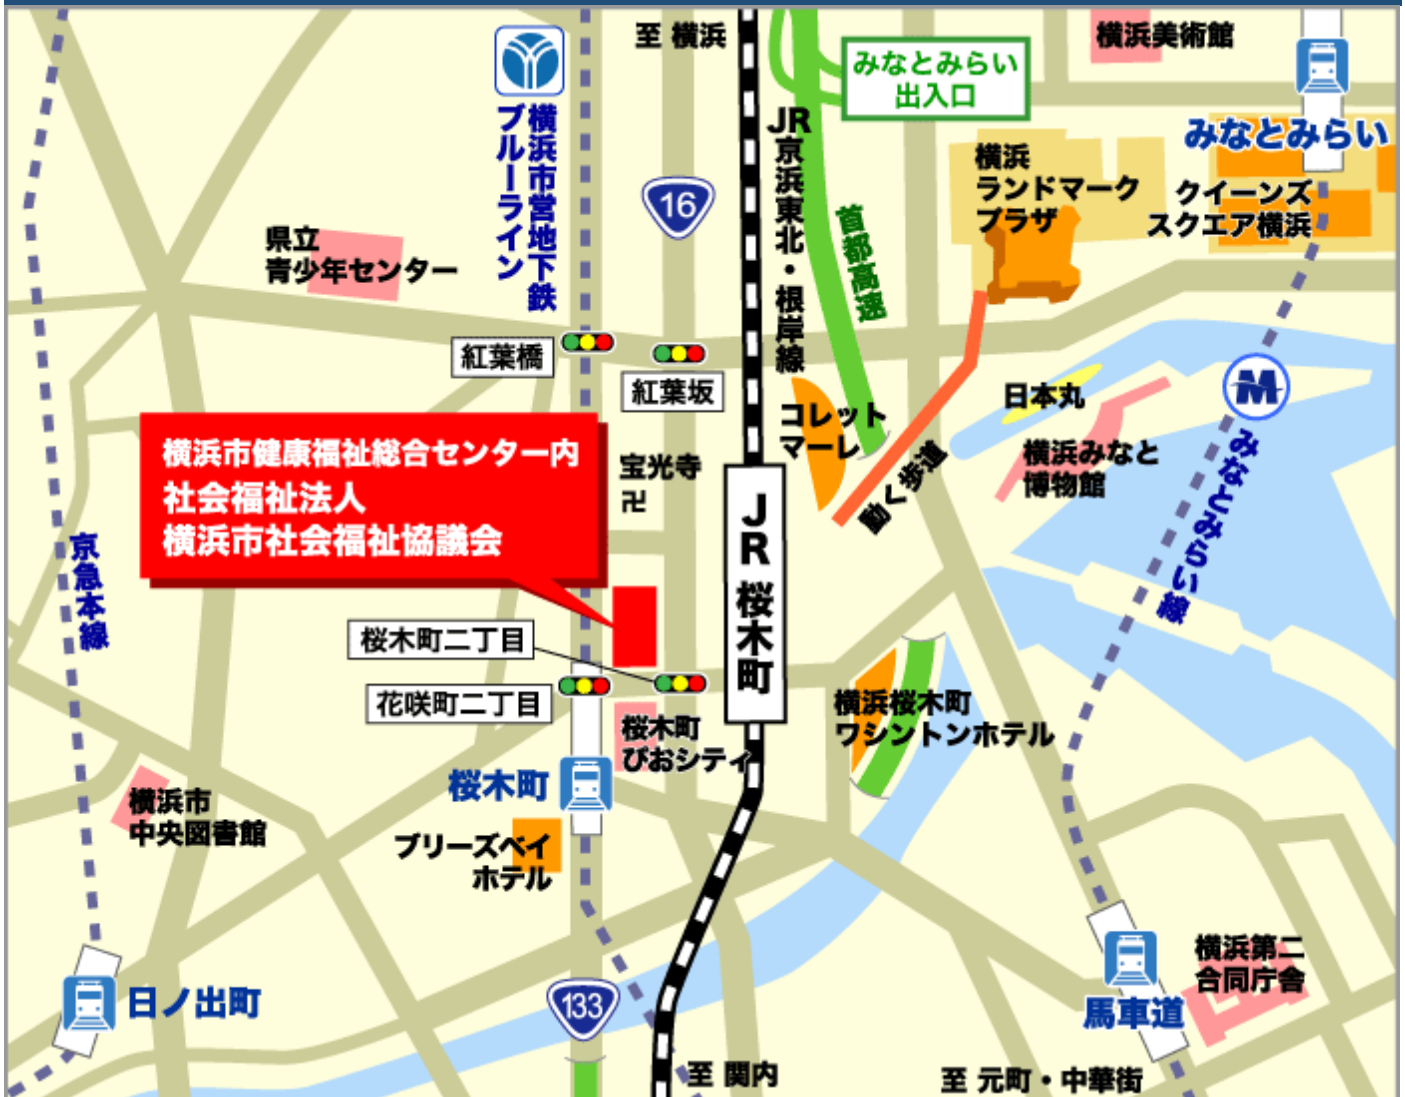 至 横浜
横浜美術館
みなとみらい
出入口
みなとみらい
横浜市営地下鉄
ブルーライン
JR京浜東北・根岸線
16
首都高速
横浜
ランドマーク
プラザ
クイーンズ
スクエア横浜
県立
青少年センター
紅葉橋
紅葉坂
コレット
マーレ
日本丸
動く歩道
横浜みなと
博物館
みなとみらい線
横浜市健康福祉総合センター内
社会福祉法人
横浜市社会福祉協議会
宝光寺
卍
JR 桜木町
京急本線
桜木町二丁目
花咲町二丁目
桜木町
ぴおシティ
横浜桜木町
ワシントンホテル
桜木町
横浜市
中央図書館
ブリーズベイ
ホテル
日ノ出町
133
馬車道
横浜第二
合同庁舎
至 関内
至 元町・中華街